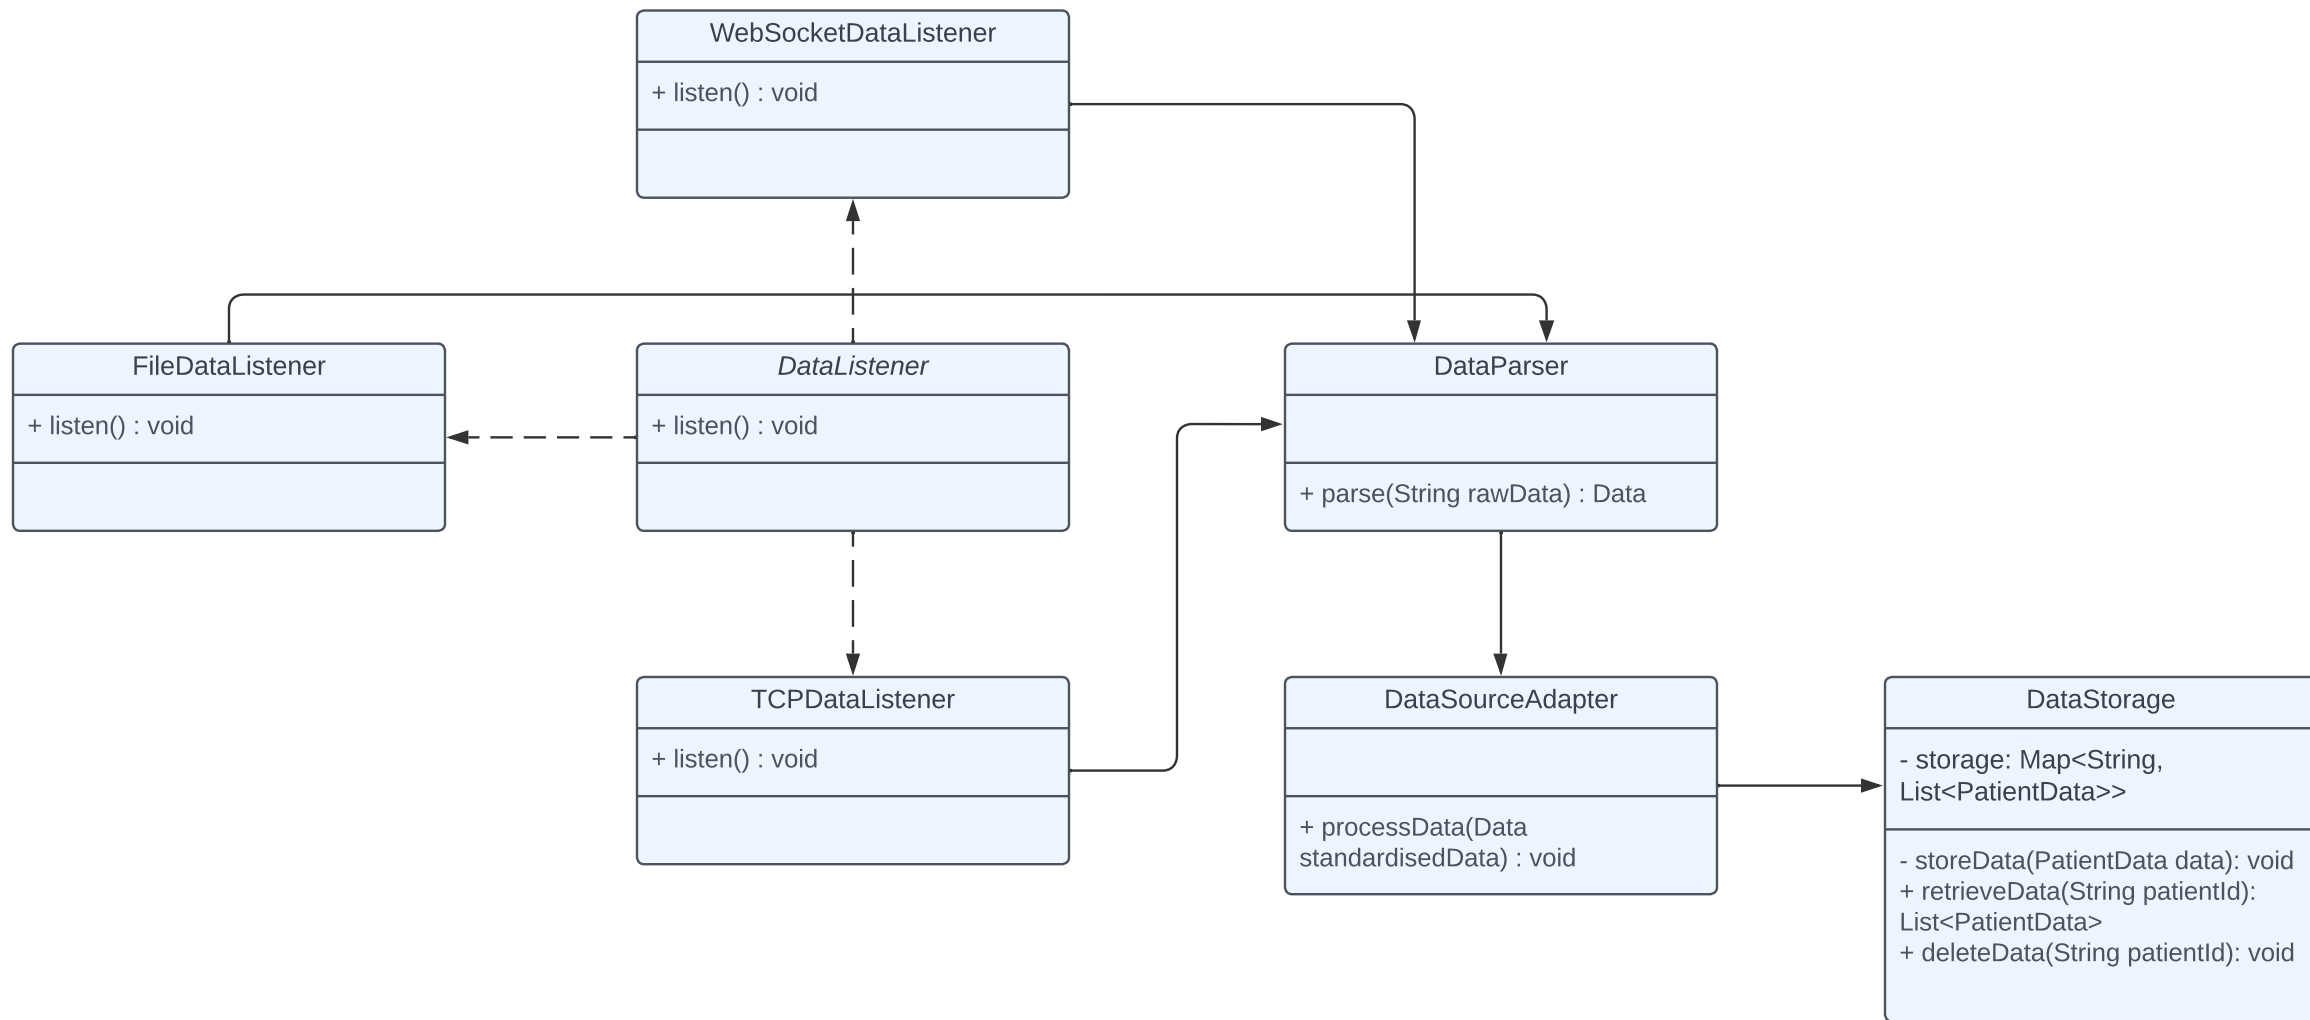 WebSocketDataListener
+ listen() : void
FileDataListener
+ listen() : void
DataListener
+ listen() : void
DataParser
+ parse(String rawData) : Data
TCPDataListener
+ listen() : void
DataSourceAdapter
+ processData(Data
standardisedData) : void
DataStorage
- storage: Map<String,
List<PatientData>>
- storeData(PatientData data): void
+ retrieveData(String patientId):
List<PatientData>
+ deleteData(String patientId): void